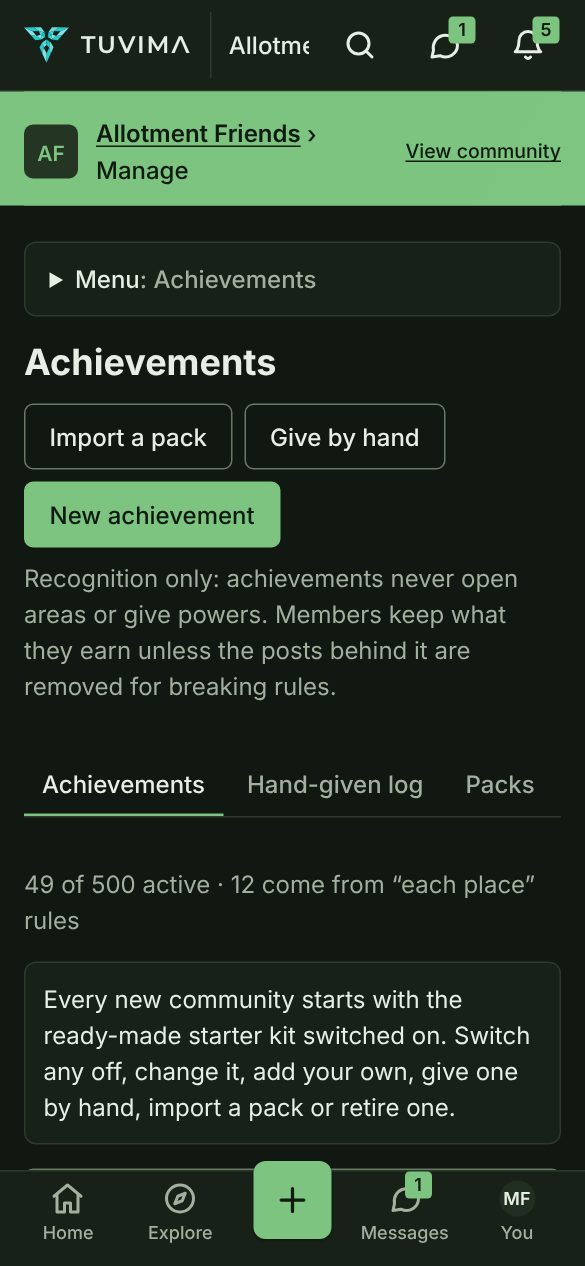 TUVIMA
Allotme
1
5
AF
Allotment Friends ›
Manage
View community
Menu: Achievements
Achievements
Import a pack
Give by hand
New achievement
Recognition only: achievements never open
areas or give powers. Members keep what
they earn unless the posts behind it are
removed for breaking rules.
Achievements
Hand-given log
Packs
49 of 500 active · 12 come from “each place”
rules
Every new community starts with the
ready-made starter kit switched on. Switch
any off, change it, add your own, give one
by hand, import a pack or retire one.
Home
Explore
+
1
Messages
MF
You